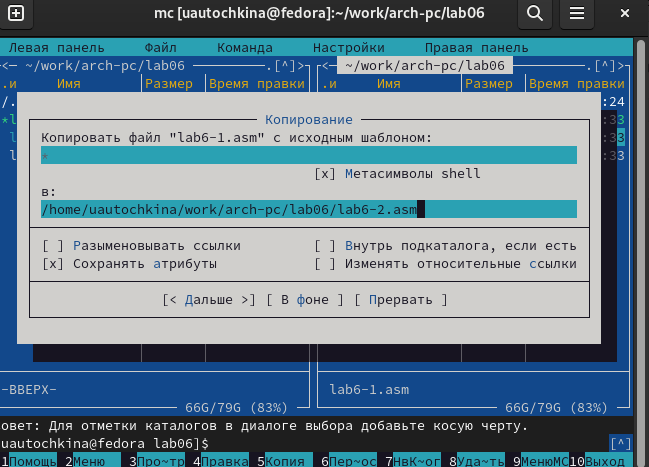 mc [uautochkina@fedora]:~/work/arch-pc/lab06
Левая панель Файл Команда Настройки Правая панель
<— ~/work/arch-pc/lab06 .[^]> <— ~/work/arch-pc/lab06 .[^]>
.и Имя Размер Время правки .и Имя Размер Время правки
/. :24
*l :33
l :33
l :33
Копирование
Копировать файл "lab6-1.asm" с исходным шаблоном:
*
[x] Метасимволы shell
в:
/home/uautochkina/work/arch-pc/lab06/lab6-2.asm
[ ] Разыменовывать ссылки [ ] Внутрь подкаталога, если есть
[x] Сохранять атрибуты [ ] Изменять относительные ссылки
[< Дальше >] [ В фоне ] [ Прервать ]
-ВВЕРХ- lab6-1.asm
66G/79G (83%) 66G/79G (83%)
овет: Для отметки каталогов в диалоге выбора добавьте косую черту.
uautochkina@fedora lab06]$ [^]
1Помощь 2Меню 3Про~тр 4Правка 5Копия 6Пер~ос 7НвК~ог 8Уда~ть 9МенюМС 10Выход